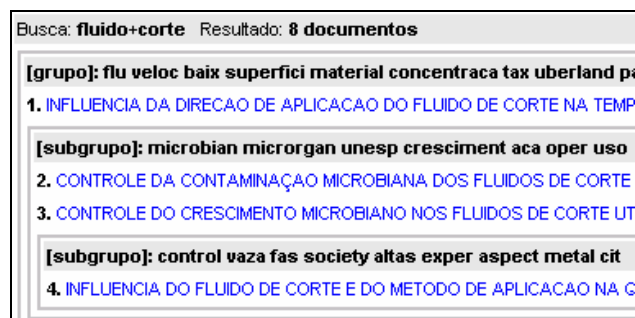 Busca: fluido+corte Resultado: 8 documentos
[grupo]: flu veloc baix superfici material concentraca tax uberland pa
1. INFLUENCIA DA DIRECAO DE APLICACAO DO FLUIDO DE CORTE NA TEMP
[subgrupo]: microbian microrgan unesp cresciment aca oper uso
2. CONTROLE DA CONTAMINAÇAO MICROBIANA DOS FLUIDOS DE CORTE
3. CONTROLE DO CRESCIMENTO MICROBIANO NOS FLUIDOS DE CORTE UT
[subgrupo]: control vaza fas society altas exper aspect metal cit
4. INFLUENCIA DO FLUIDO DE CORTE E DO METODO DE APLICACAO NA Q